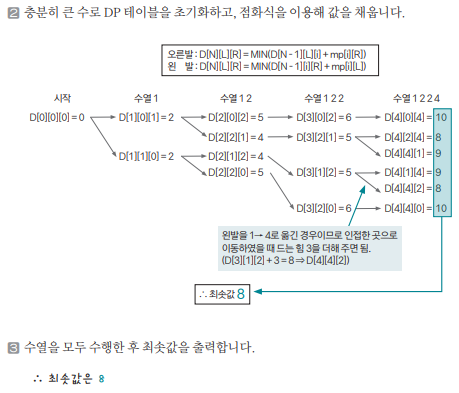 2 충분히 큰 수로 DP 테이블을 초기화하고, 점화식을 이용해 값을 채웁니다.
오른발 : D[N][L][R] = MIN(D[N - 1][L][i] + mp[i][R])
왼 발 : D[N][L][R] = MIN(D[N - 1][i][R] + mp[i][L])
시작 수열 1 수열 1 2 수열 1 2 2 수열 1 2 2 4
D[0][0][0] = 0 D[1][0][1] = 2 D[2][0][2] = 5 D[3][0][2] = 6 D[4][0][4] = 10
D[2][2][1] = 4 D[3][2][1] = 5 D[4][2][4] = 8
D[4][4][1] = 9
D[1][1][0] = 2 D[2][1][2] = 4 D[3][1][2] = 5 D[4][1][4] = 9
D[2][2][0] = 5 D[4][4][2] = 8
D[3][2][0] = 6 D[4][4][0] = 10
왼발을 1→4로 옮긴 경우이므로 인접한 곳으로
이동하였을 때 드는 힘 3을 더해 주면 됨.
(D[3][1][2] + 3 = 8 ⇒ D[4][4][2])
∴ 최솟값 8
3 수열을 모두 수행한 후 최솟값을 출력합니다.
∴ 최솟값은 8